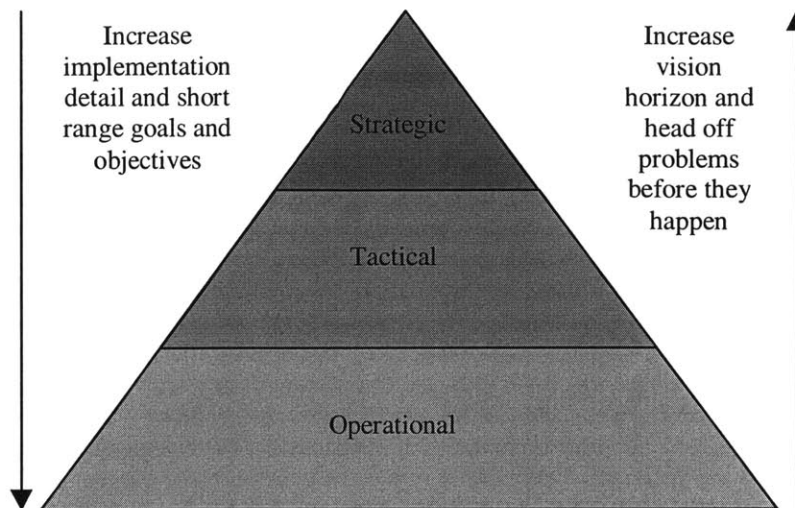 Increase
implementation
detail and short
range goals and
objectives
Increase
vision
horizon and
head off
problems
before they
happen
Strategic
Tactical
Operational